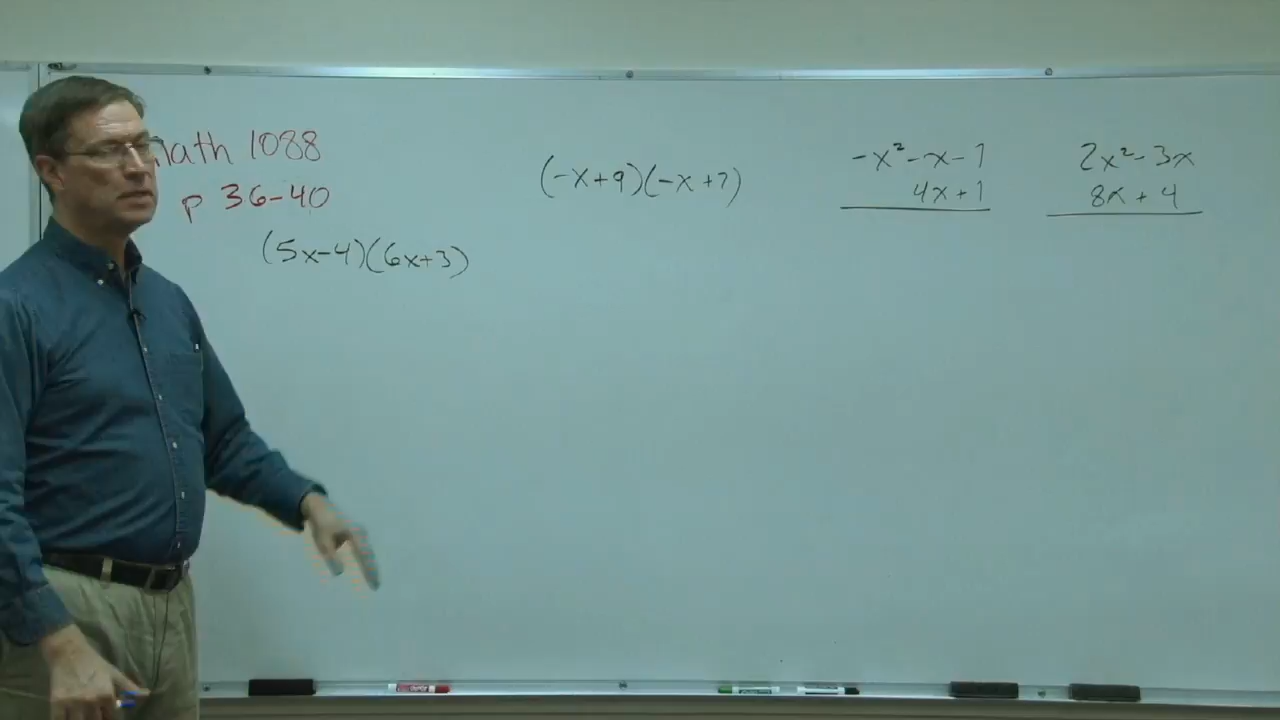 math 1088
p 36-40
(5x-4)(6x+3)
(-x+9)(-x+7)
-x²-x-1
4x+1
2x²-3x
8x+4